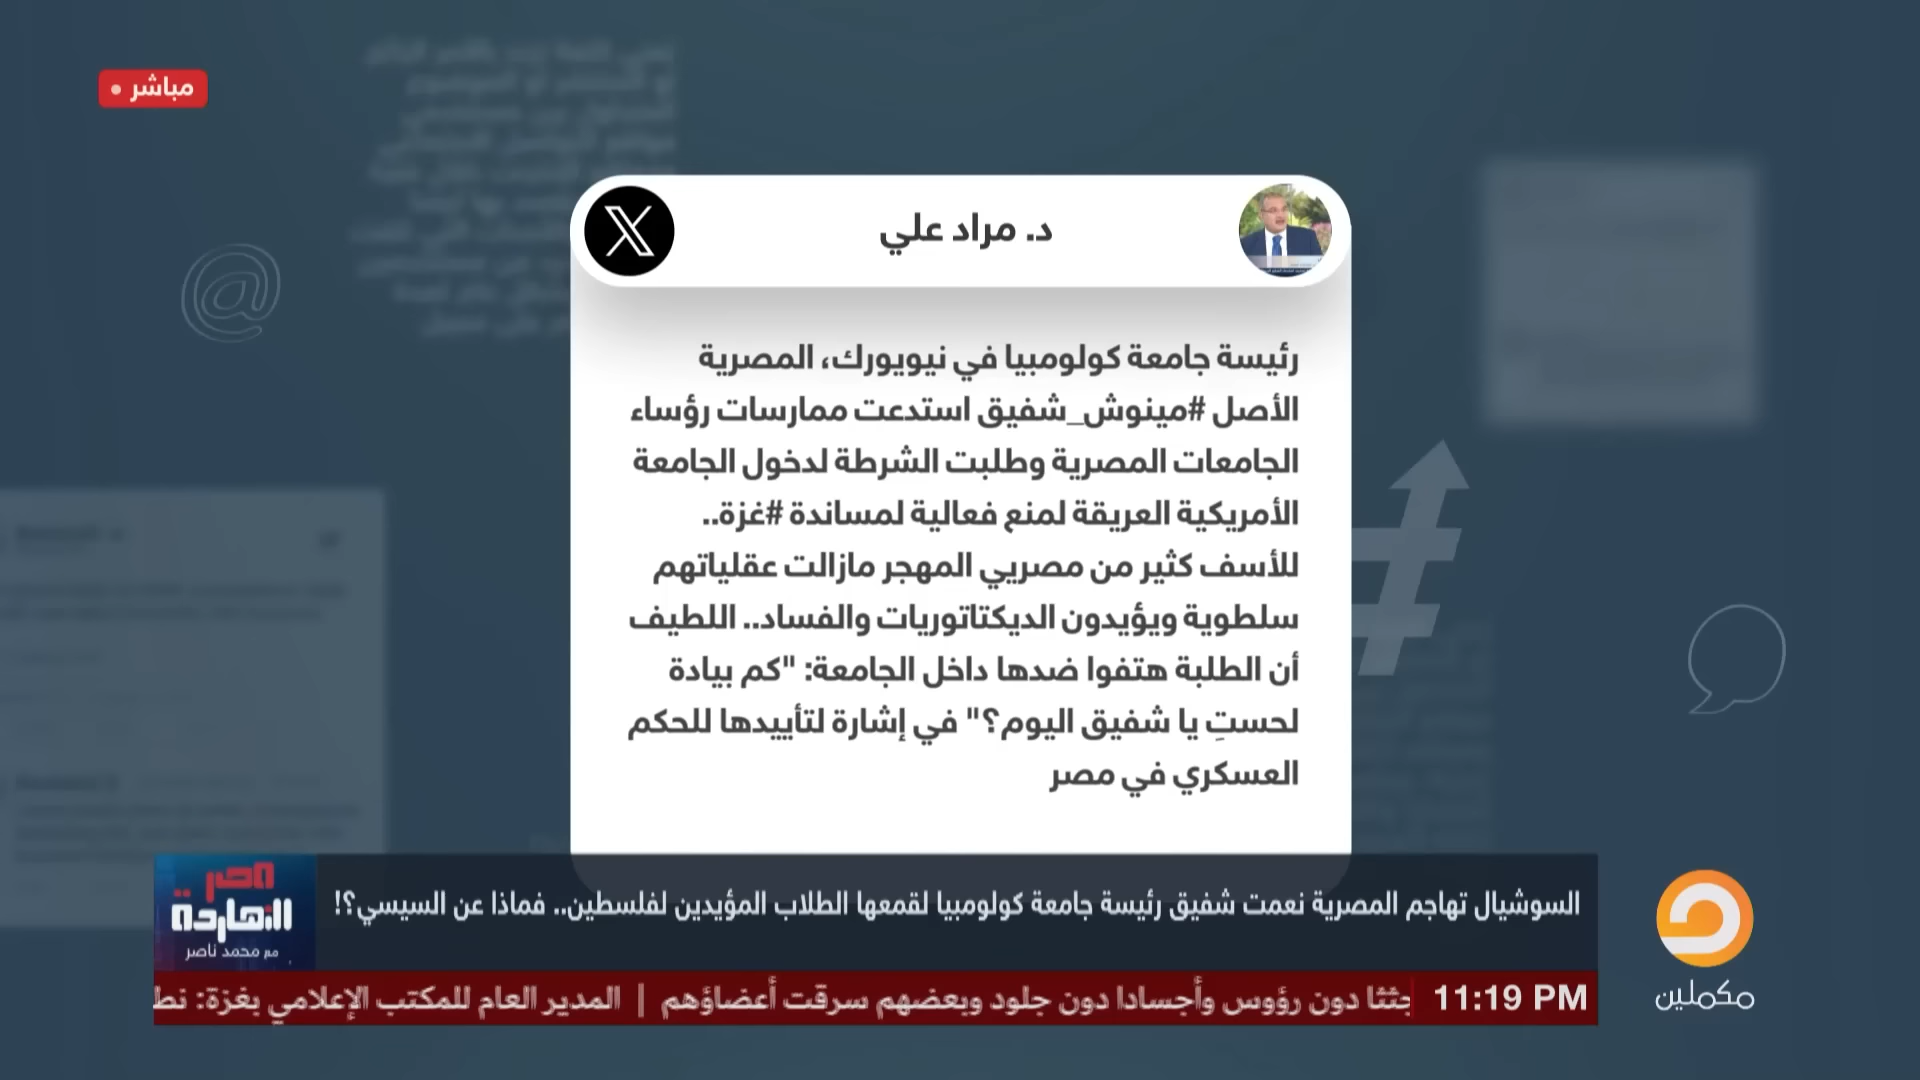 مباشر
د. مراد علي
رئيسة جامعة كولومبيا في نيويورك، المصرية
الأصل #مينوش_شفيق استدعت ممارسات رؤساء
الجامعات المصرية وطلبت الشرطة لدخول الجامعة
الأمريكية العريقة لمنع فعالية لمساندة #غزة..
للأسف كثير من مصريي المهجر مازالت عقلياتهم
سلطوية ويؤيدون الديكتاتوريات والفساد.. اللطيف
أن الطلبة هتفوا ضدها داخل الجامعة: "كم بيادة
لحستِ يا شفيق اليوم؟" في إشارة لتأييدها للحكم
العسكري في مصر
السوشيال تهاجم المصرية نعمت شفيق رئيسة جامعة كولومبيا لقمعها الطلاب المؤيدين لفلسطين.. فماذا عن السيسي؟!
مصر
النهاردة
مع محمد ناصر
11:19 PM
جثثا دون رؤوس وأجسادا دون جلود وبعضهم سرقت أعضاؤهم | المدير العام للمكتب الإعلامي بغزة: نط
مكملين